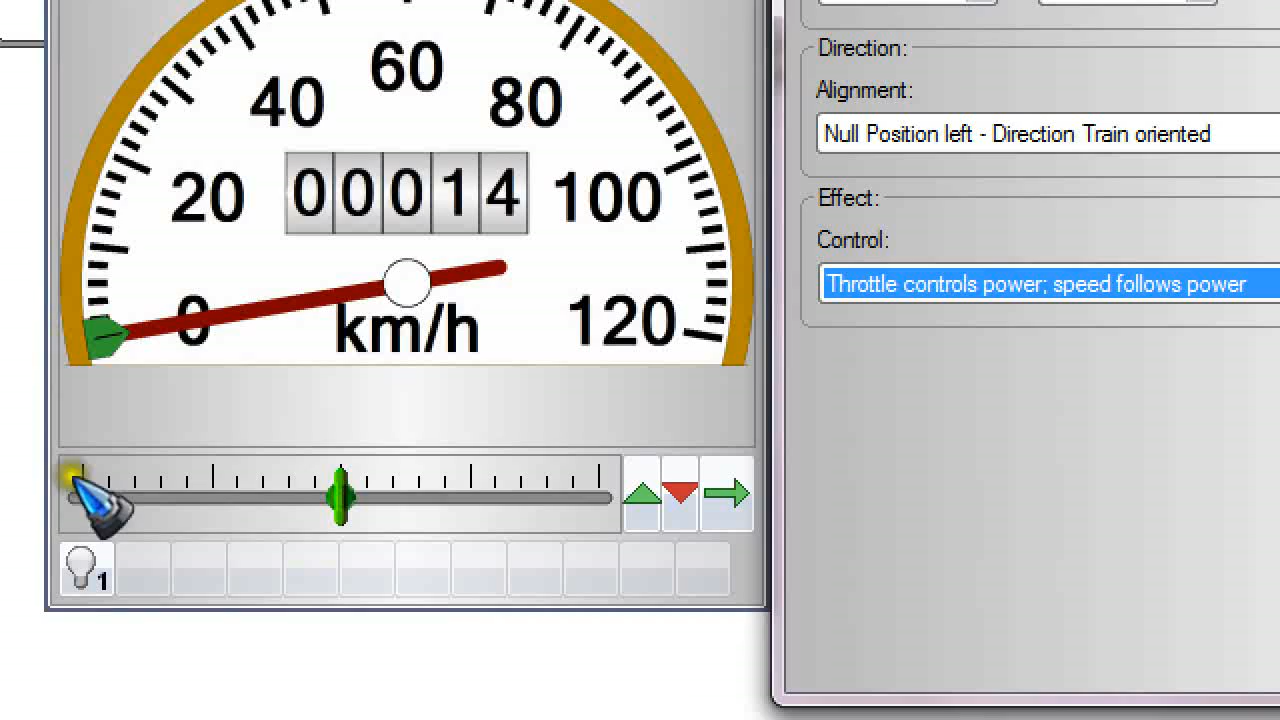 60
40
80
20
00014
100
0
km/h
120
1
Direction:
Alignment:
Null Position left - Direction Train oriented
Effect:
Control:
Throttle controls power; speed follows power